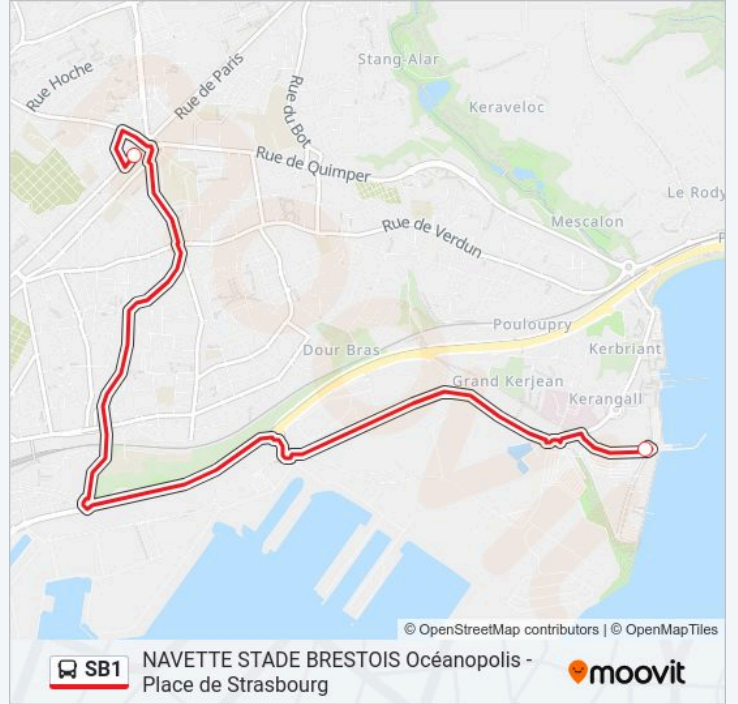 Stang-Alar
Rue Hoche
Rue de Paris
Rue du Bot
Keraveloc
Rue de Quimper
Le Rody
Mescalon
Rue de Verdun
Pouloupry
Dour Bras
Kerbriant
Grand Kerjean
Kerangall
© OpenStreetMap contributors | © OpenMapTiles
SB1
NAVETTE STADE BRESTOIS Océanopolis -
Place de Strasbourg
moovit